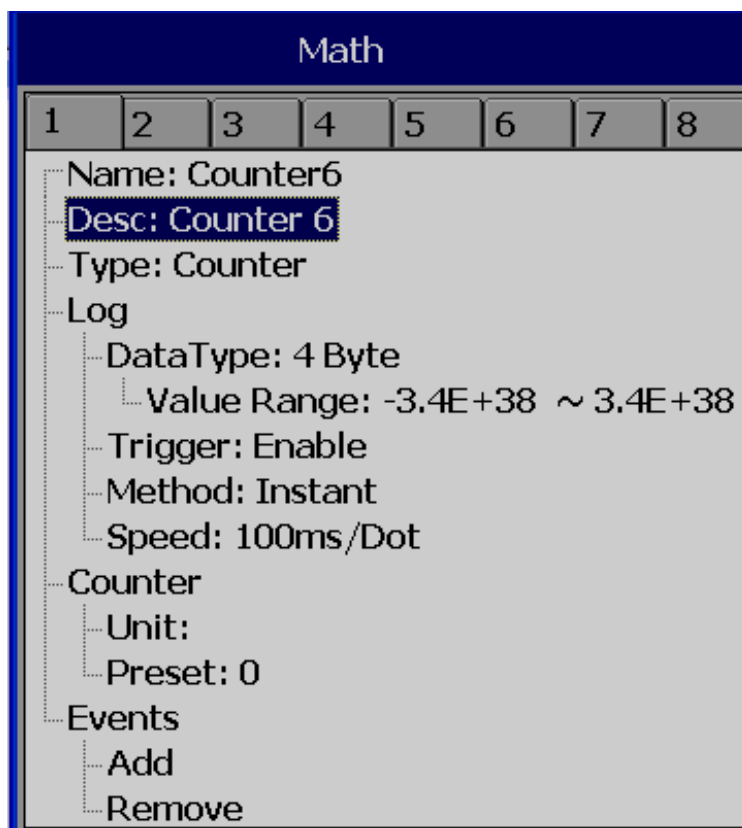 Math
1 2 3 4 5 6 7 8
Name: Counter6
Desc: Counter 6
Type: Counter
Log
DataType: 4 Byte
Value Range: -3.4E+38 ~ 3.4E+38
Trigger: Enable
Method: Instant
Speed: 100ms/Dot
Counter
Unit:
Preset: 0
Events
Add
Remove